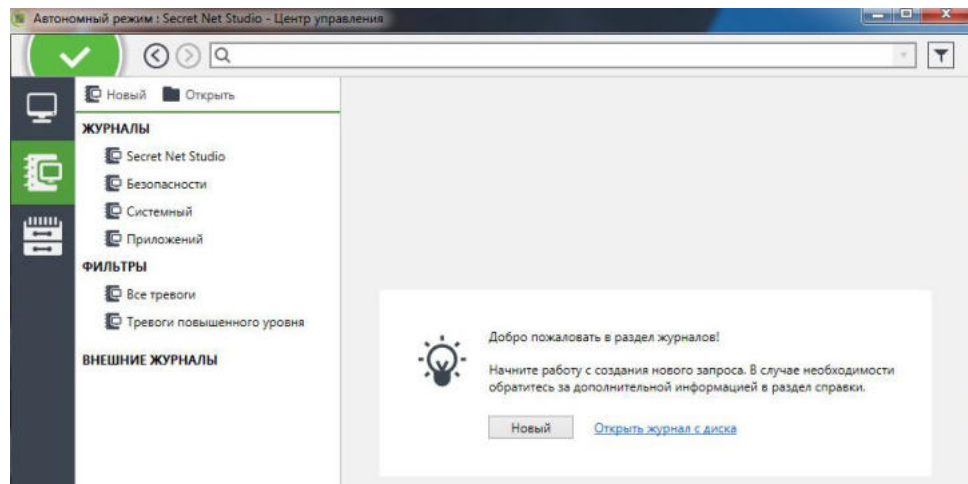 Автономный режим : Secret Net Studio - Центр управления
Новый Открыть
ЖУРНАЛЫ
Secret Net Studio
Безопасности
Системный
Приложений
ФИЛЬТРЫ
Все тревоги
Тревоги повышенного уровня
ВНЕШНИЕ ЖУРНАЛЫ
Добро пожаловать в раздел журналов!
Начните работу с создания нового запроса. В случае необходимости
обратитесь за дополнительной информацией в раздел справки.
Новый Открыть журнал с диска